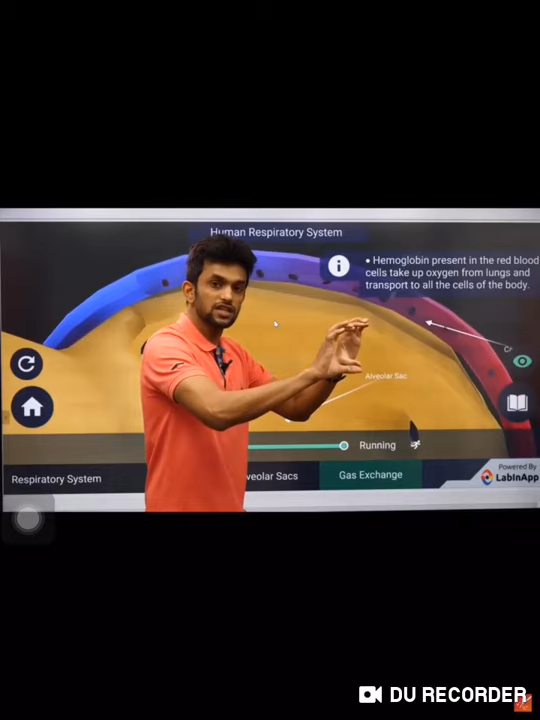 Human Respiratory System
• Hemoglobin present in the red blood
cells take up oxygen from lungs and
transport to all the cells of the body.
Alveolar Sac
Running
Respiratory System
veolar Sacs
Gas Exchange
Powered By
LabInApp
DU RECORDER